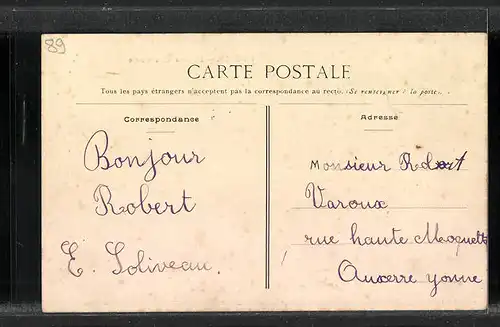 89
CARTE POSTALE
Tous les pays étrangers n'acceptent pas la correspondance au recto. (Se renseigner à la poste).
Correspondance
Bonjour
Robert
E. Soliveau.
Adresse
Monsieur Robert
Varoux
rue haute Moquette
Auxerre yonne